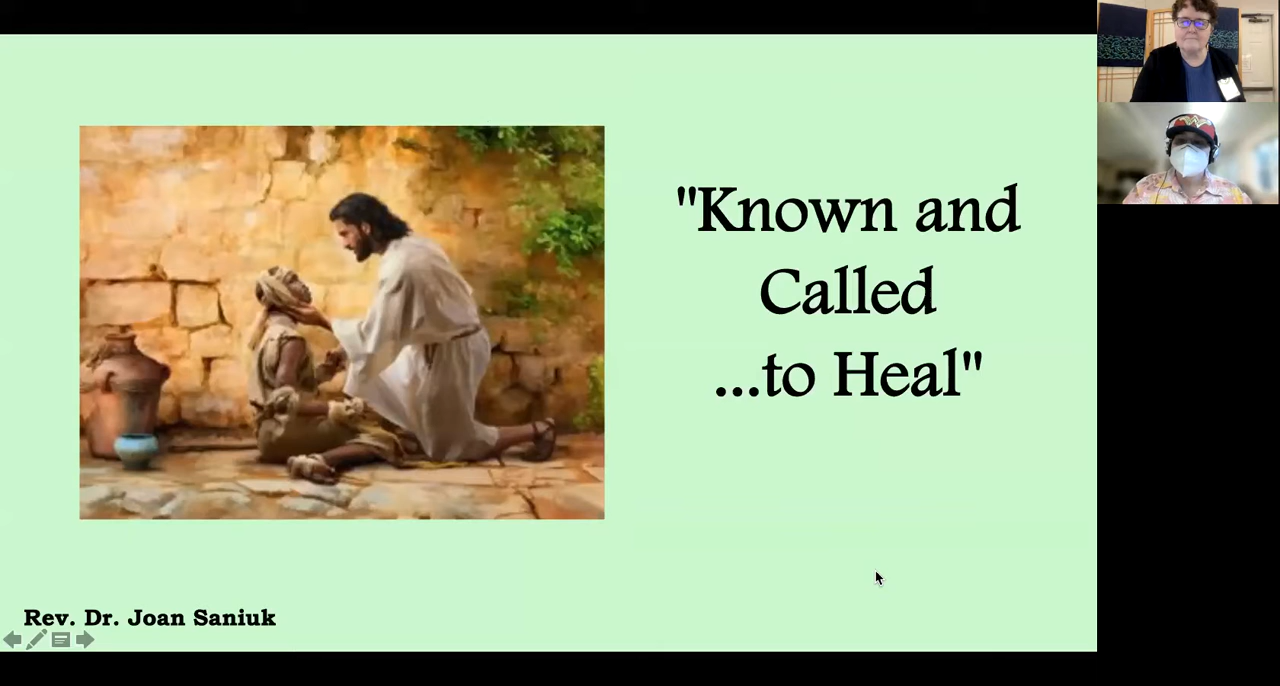 "Known and
Called
...to Heal"
Rev. Dr. Joan Saniuk